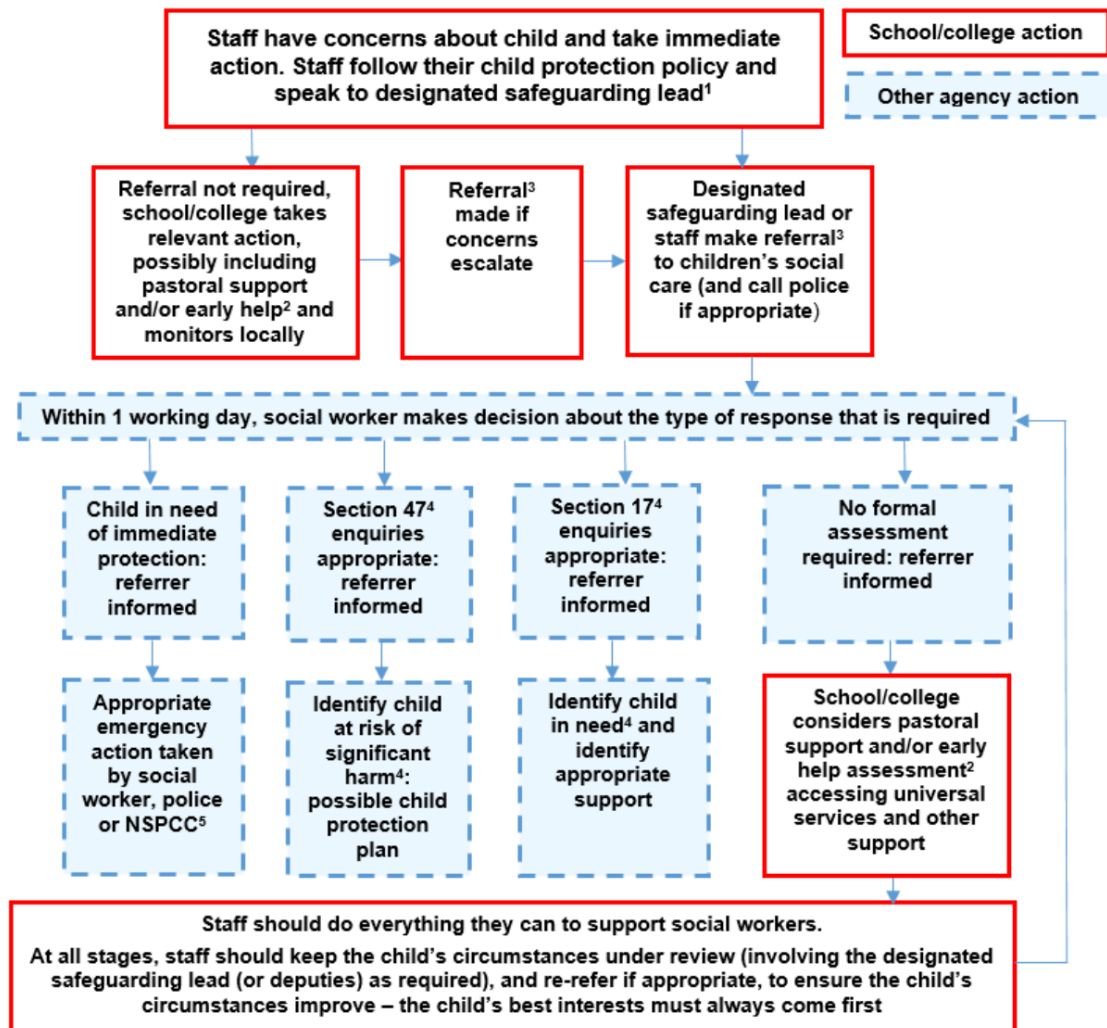 Staff have concerns about child and take immediate
action. Staff follow their child protection policy and
speak to designated safeguarding lead¹
School/college action
Other agency action
Referral not required,
school/college takes
relevant action,
possibly including
pastoral support
and/or early help² and
monitors locally
Referral³
made if
concerns
escalate
Designated
safeguarding lead or
staff make referral³
to children’s social
care (and call police
if appropriate)
Within 1 working day, social worker makes decision about the type of response that is required
Child in need
of immediate
protection:
referrer
informed
Section 47⁴
enquiries
appropriate:
referrer
informed
Section 17⁴
enquiries
appropriate:
referrer
informed
No formal
assessment
required: referrer
informed
Appropriate
emergency
action taken
by social
worker, police
or NSPCC⁵
Identify child
at risk of
significant
harm⁴:
possible child
protection
plan
Identify child
in need⁴ and
identify
appropriate
support
School/college
considers pastoral
support and/or early
help assessment²
accessing universal
services and other
support
Staff should do everything they can to support social workers.
At all stages, staff should keep the child’s circumstances under review (involving the designated
safeguarding lead (or deputies) as required), and re-refer if appropriate, to ensure the child’s
circumstances improve – the child’s best interests must always come first